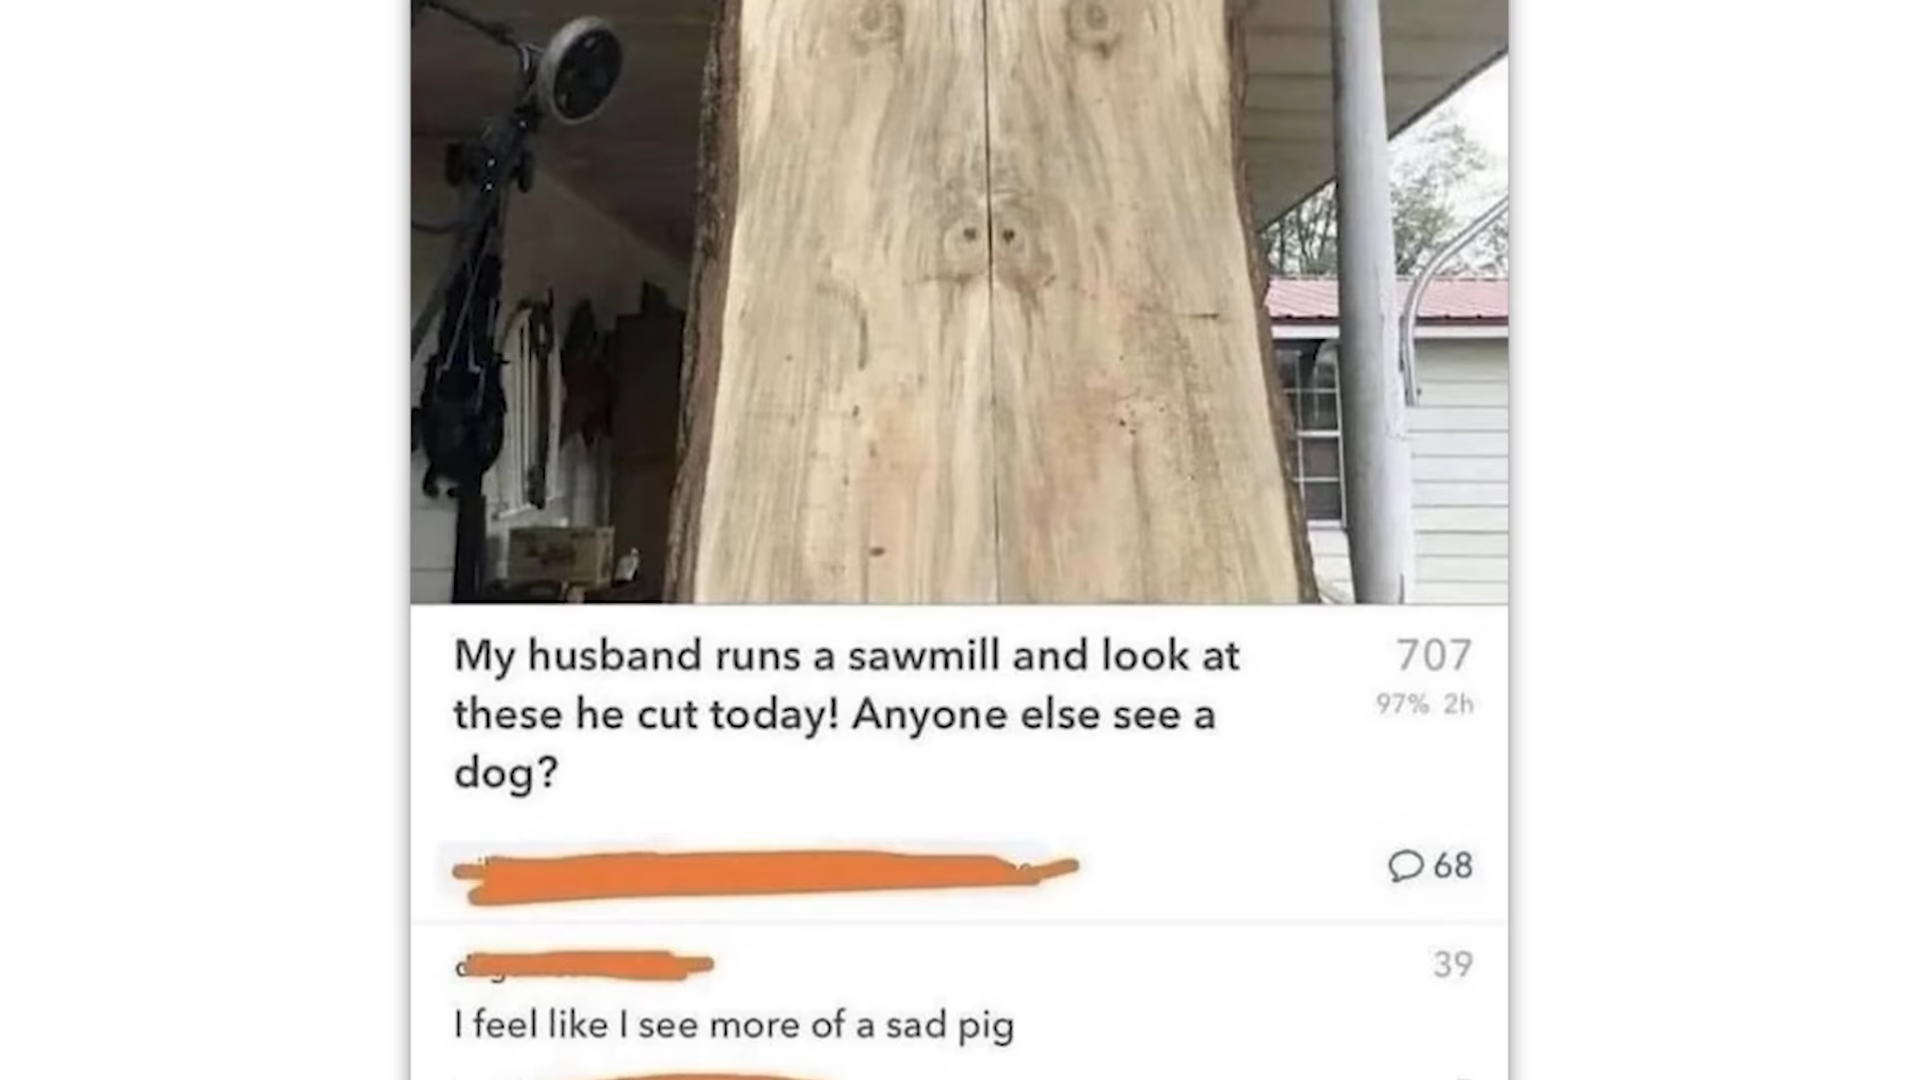 My husband runs a sawmill and look at
707
these he cut today! Anyone else see a
97% 2h
dog?
68
39
I feel like I see more of a sad pig